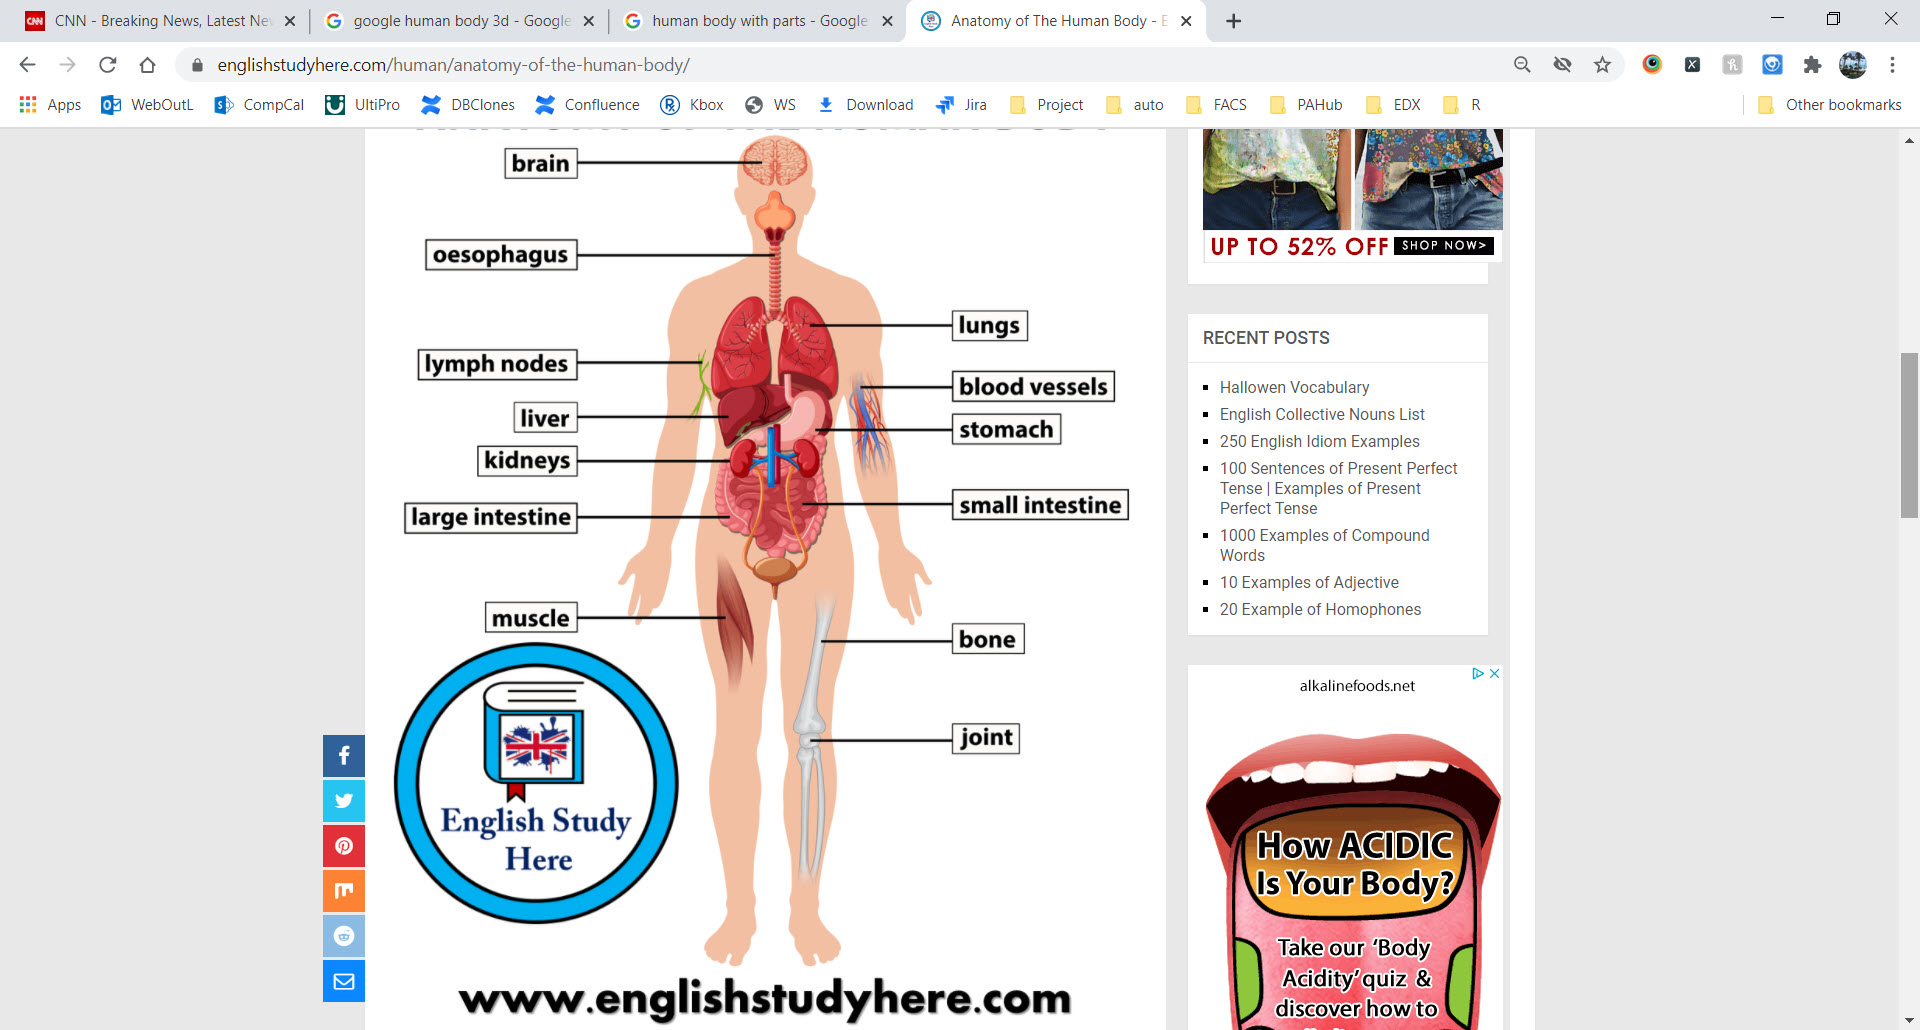 CNN - Breaking News, Latest Ne
google human body 3d - Google
human body with parts - Google
Anatomy of The Human Body - E
englishstudyhere.com/human/anatomy-of-the-human-body/
Apps
WebOutL
CompCal
UltiPro
DBClones
Confluence
Kbox
WS
Download
Jira
Project
auto
FACS
PAHub
EDX
R
Other bookmarks
ANATOMY OF THE HUMAN BODY
brain
oesophagus
lymph nodes
liver
kidneys
large intestine
muscle
lungs
blood vessels
stomach
small intestine
bone
joint
English Study
Here
www.englishstudyhere.com
UP TO 52% OFF
SHOP NOW>
RECENT POSTS
Hallowen Vocabulary
English Collective Nouns List
250 English Idiom Examples
100 Sentences of Present Perfect
Tense | Examples of Present
Perfect Tense
1000 Examples of Compound
Words
10 Examples of Adjective
20 Example of Homophones
alkalinefoods.net
How ACIDIC
Is Your Body?
Take our 'Body
Acidity' quiz &
discover how to